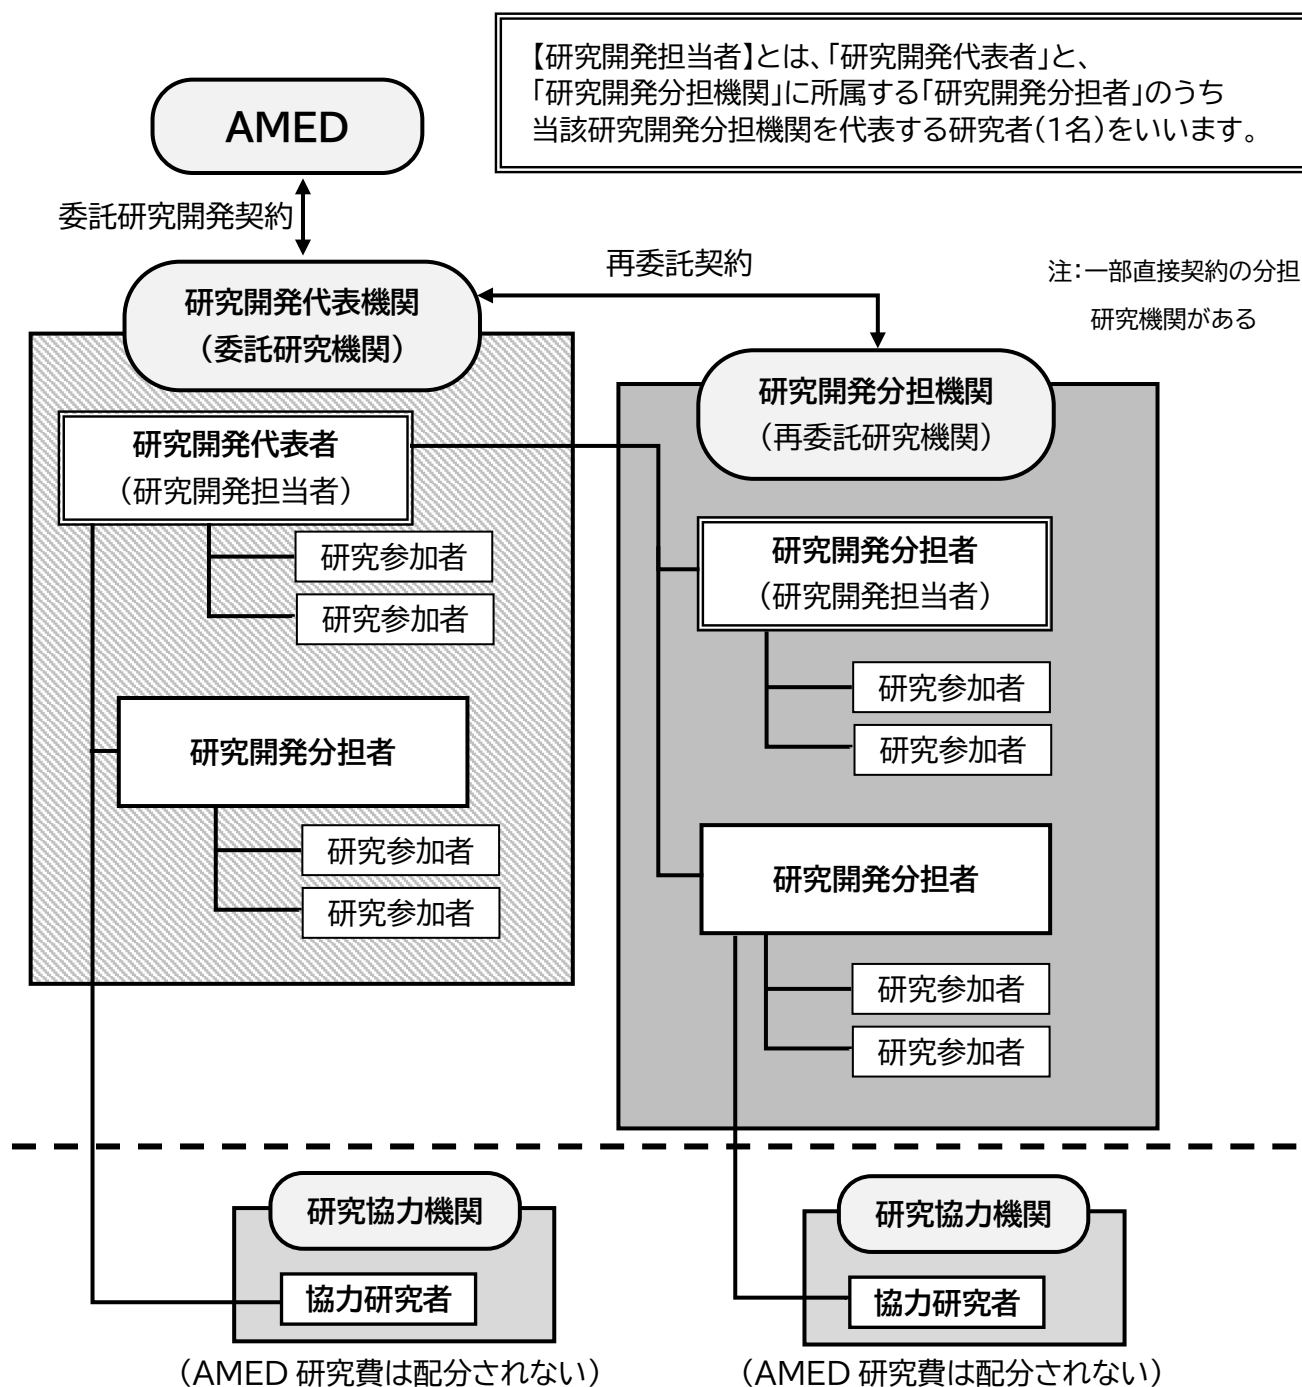 【研究開発担当者】とは、「研究開発代表者」と、
「研究開発分担機関」に所属する「研究開発分担者」のうち
当該研究開発分担機関を代表する研究者(1名)をいいます。
AMED
委託研究開発契約
再委託契約
注：一部直接契約の分担
研究機関がある
研究開発代表機関
(委託研究機関)
研究開発代表者
(研究開発担当者)
研究参加者
研究参加者
研究開発分担者
研究参加者
研究参加者
研究開発分担機関
(再委託研究機関)
研究開発分担者
(研究開発担当者)
研究参加者
研究参加者
研究開発分担者
研究参加者
研究参加者
研究協力機関
協力研究者
(AMED 研究費は配分されない)
研究協力機関
協力研究者
(AMED 研究費は配分されない)